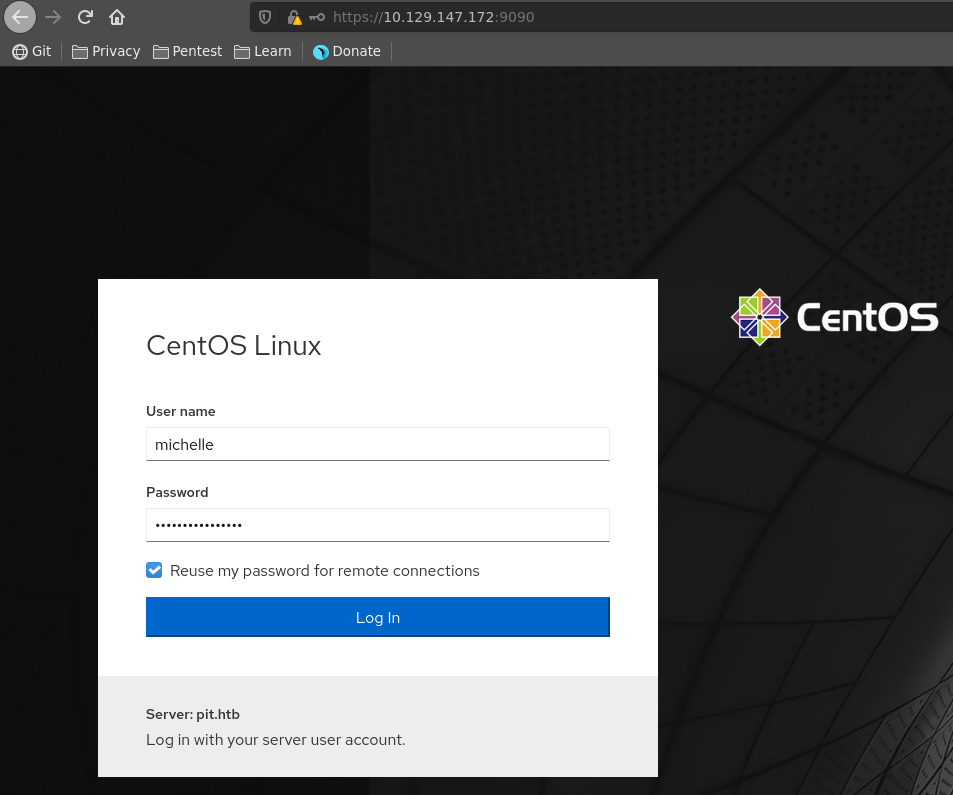 https://10.129.147.172:9090
Git Privacy Pentest Learn Donate
CentOS
CentOS Linux
User name
michelle
Password
••••••••••••••••
Reuse my password for remote connections
Log In
Server: pit.htb
Log in with your server user account.